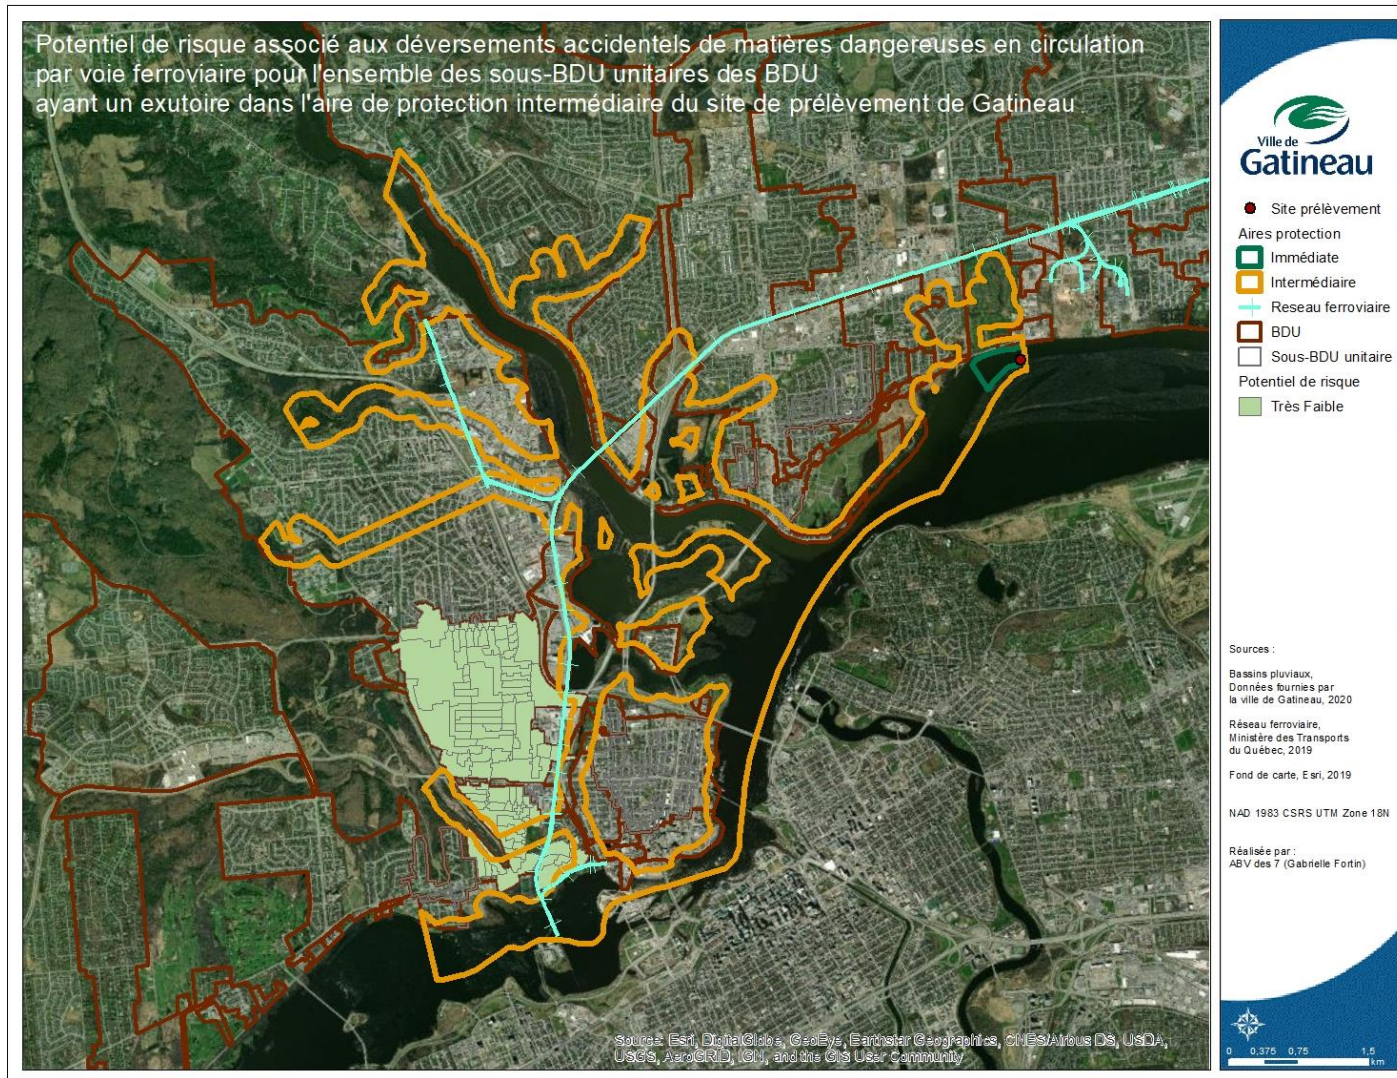 Potentiel de risque associé aux déversements accidentels de matières dangereuses en circulation
par voie ferroviaire pour l'ensemble des sous-BDU unitaires des BDU
ayant un exutoire dans l'aire de protection intermédiaire du site de prélèvement de Gatineau
Ville de
Gatineau
Site prélèvement
Aires protection
Immédiate
Intermédiaire
Reseau ferroviaire
BDU
Sous-BDU unitaire
Potentiel de risque
Très Faible
Sources :
Bassins pluviaux,
Données fournies par
la ville de Gatineau, 2020
Réseau ferroviaire,
Ministère des Transports
du Québec, 2019
Fond de carte, Esri, 2019
NAD 1983 CSRS UTM Zone 18N
Réalisée par :
ABV des 7 (Gabrielle Fortin)
Source: Esri, DigitalGlobe, GeoEye, Earthstar Geographics, CNES/Airbus DS, USDA,
USGS, AeroGRID, IGN, and the GIS User Community
0 0,375 0,75 1,5
km